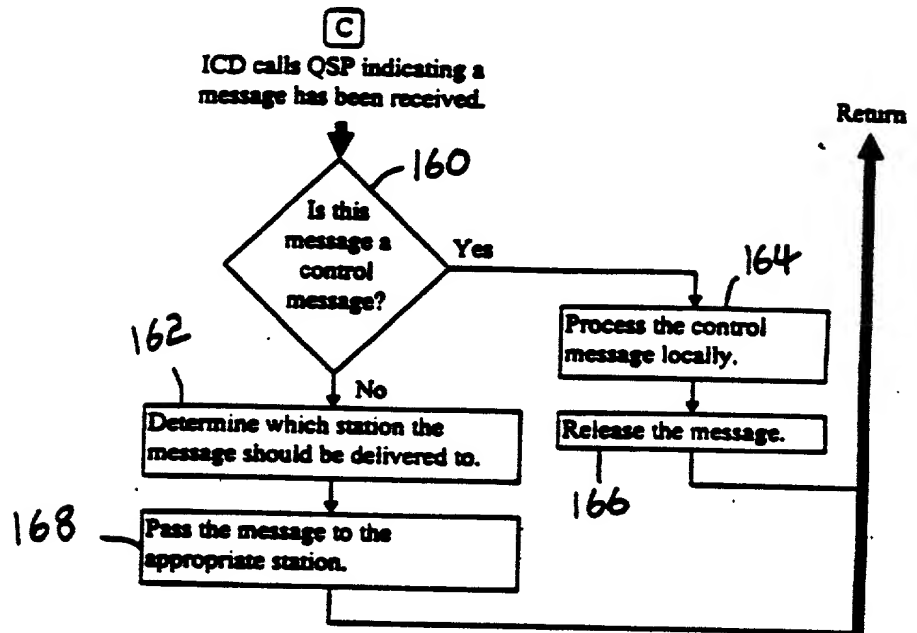 C
ICD calls QSP indicating a
message has been received.
Return
160
Is this
message a
control
message?
Yes
164
Process the control
message locally.
162
No
Determine which station the
message should be delivered to.
Release the message.
166
168
Pass the message to the
appropriate station.